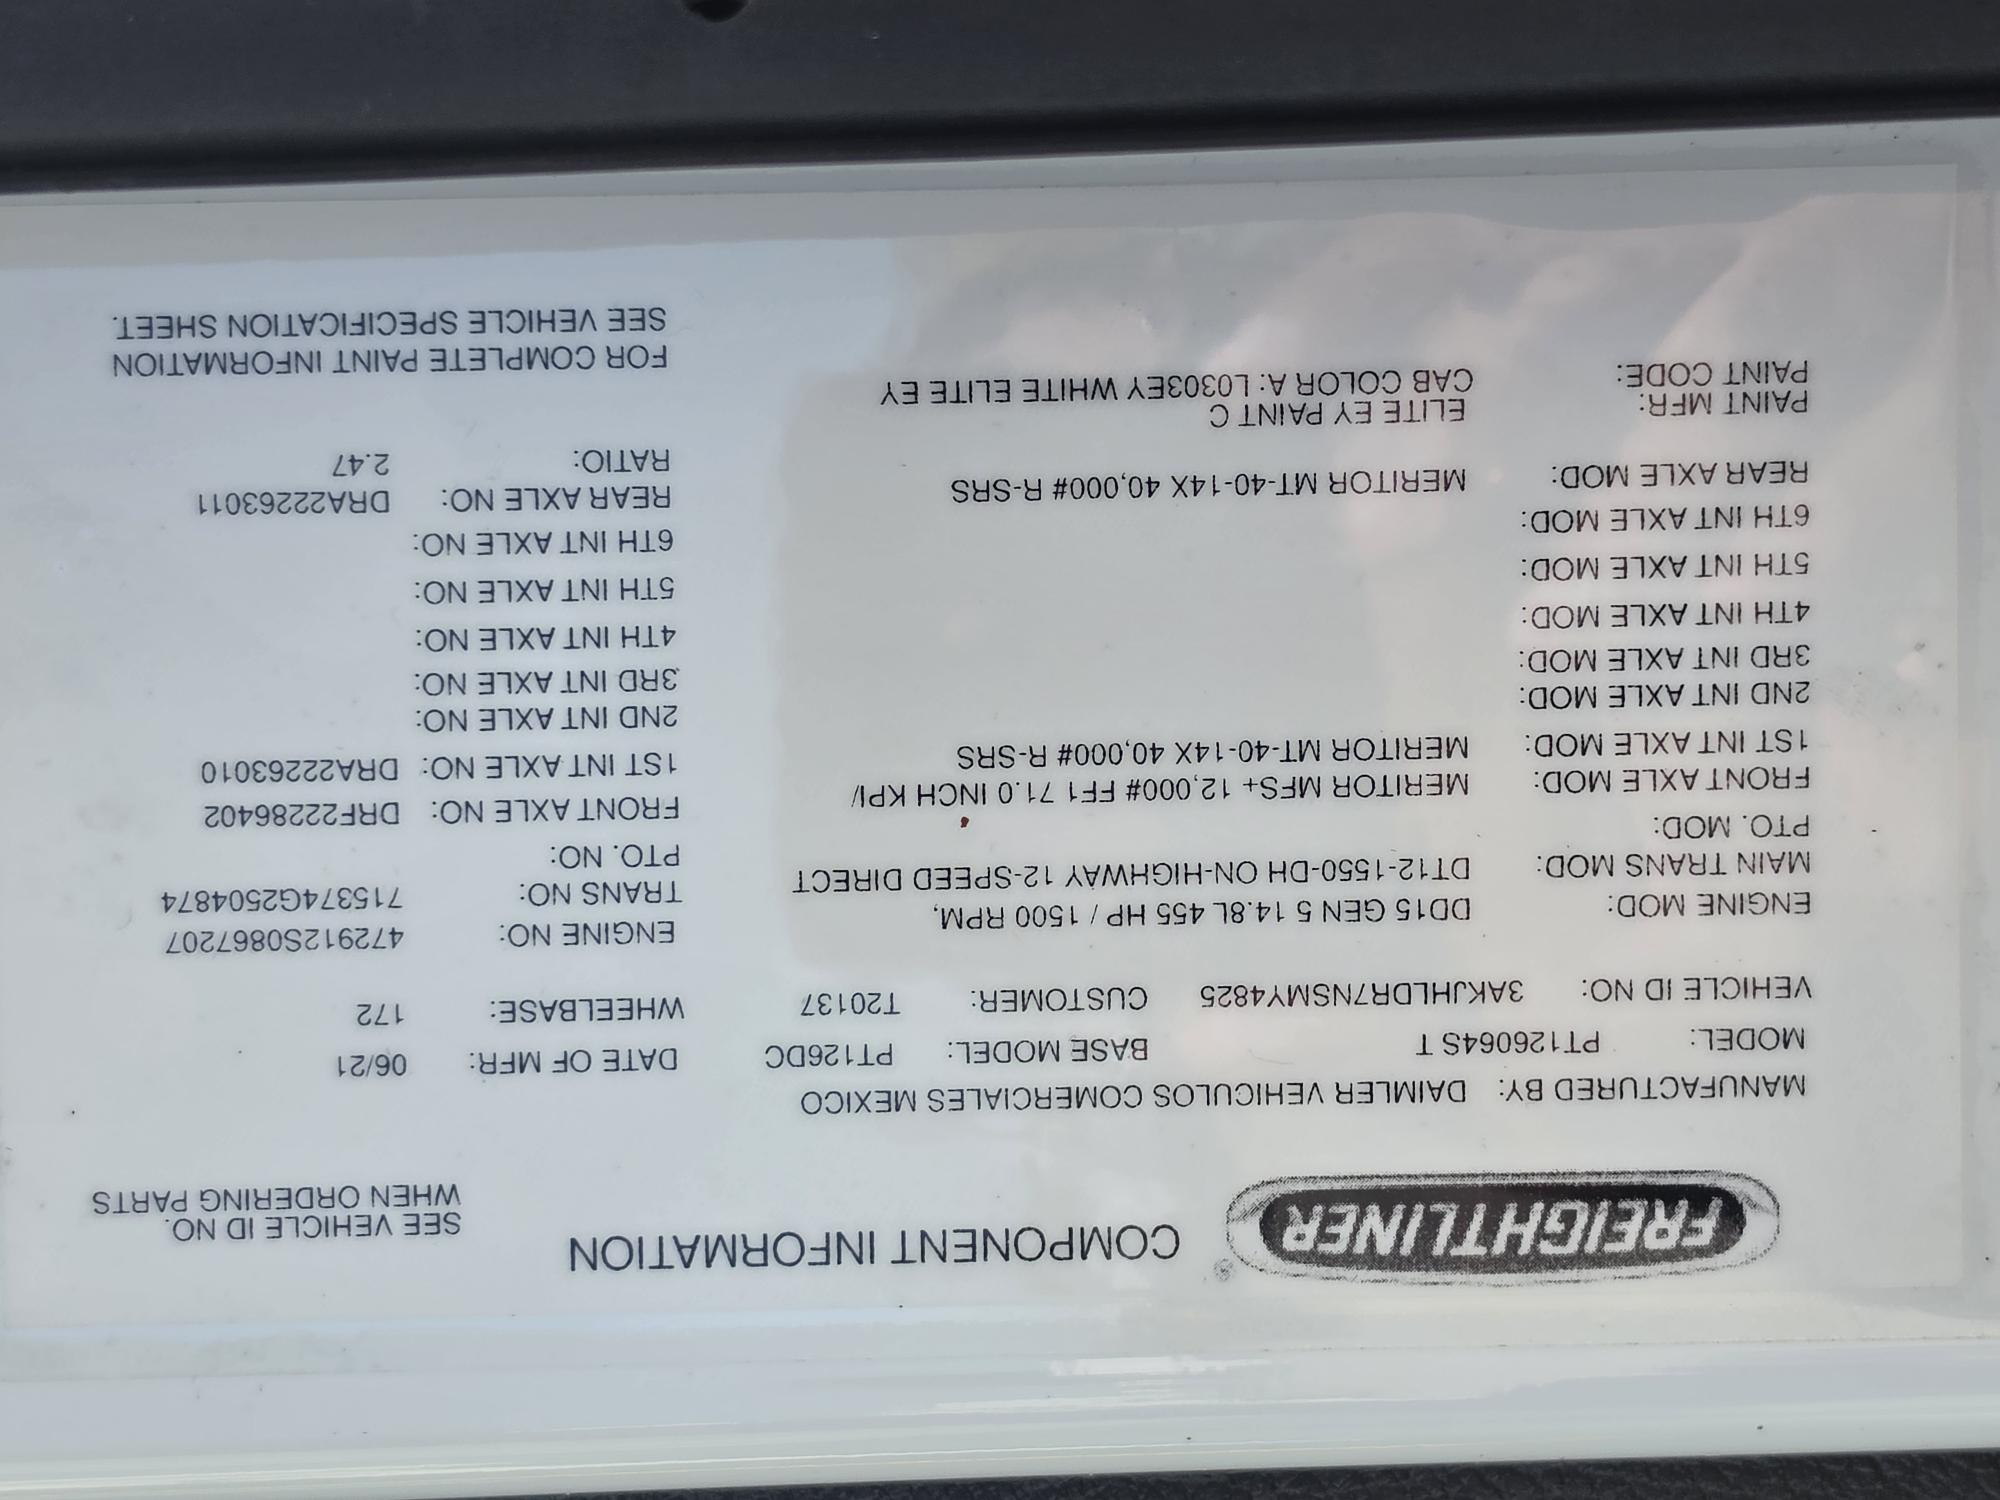 FREIGHTLINER® COMPONENT INFORMATION
SEE VEHICLE ID NO.
WHEN ORDERING PARTS
MANUFACTURED BY: DAIMLER VEHICULOS COMERCIALES MEXICO
MODEL: PT126064S T BASE MODEL: PT126DC DATE OF MFR: 06/21
VEHICLE ID NO: 3AKJHLDR7NSMY4825 CUSTOMER: T20137 WHEELBASE: 172
ENGINE MOD: DD15 GEN 5 14.8L 455 HP / 1500 RPM, ENGINE NO: 472912S0867207
MAIN TRANS MOD: DT12-1550-DH ON-HIGHWAY 12-SPEED DIRECT TRANS NO: 715374G2504874
PTO. MOD: PTO. NO:
FRONT AXLE MOD: MERITOR MFS+ 12,000# FF1 71.0 INCH KPI/ FRONT AXLE NO: DRF22286402
1ST INT AXLE MOD: MERITOR MT-40-14X 40,000# R-SRS 1ST INT AXLE NO: DRA22263010
2ND INT AXLE MOD: 2ND INT AXLE NO:
3RD INT AXLE MOD: 3RD INT AXLE NO:
4TH INT AXLE MOD: 4TH INT AXLE NO:
5TH INT AXLE MOD: 5TH INT AXLE NO:
6TH INT AXLE MOD: 6TH INT AXLE NO:
REAR AXLE MOD: MERITOR MT-40-14X 40,000# R-SRS REAR AXLE NO: DRA22263011
RATIO: 2.47
PAINT MFR: ELITE EY PAINT C
PAINT CODE: CAB COLOR A: L0303EY WHITE ELITE EY
FOR COMPLETE PAINT INFORMATION
SEE VEHICLE SPECIFICATION SHEET.